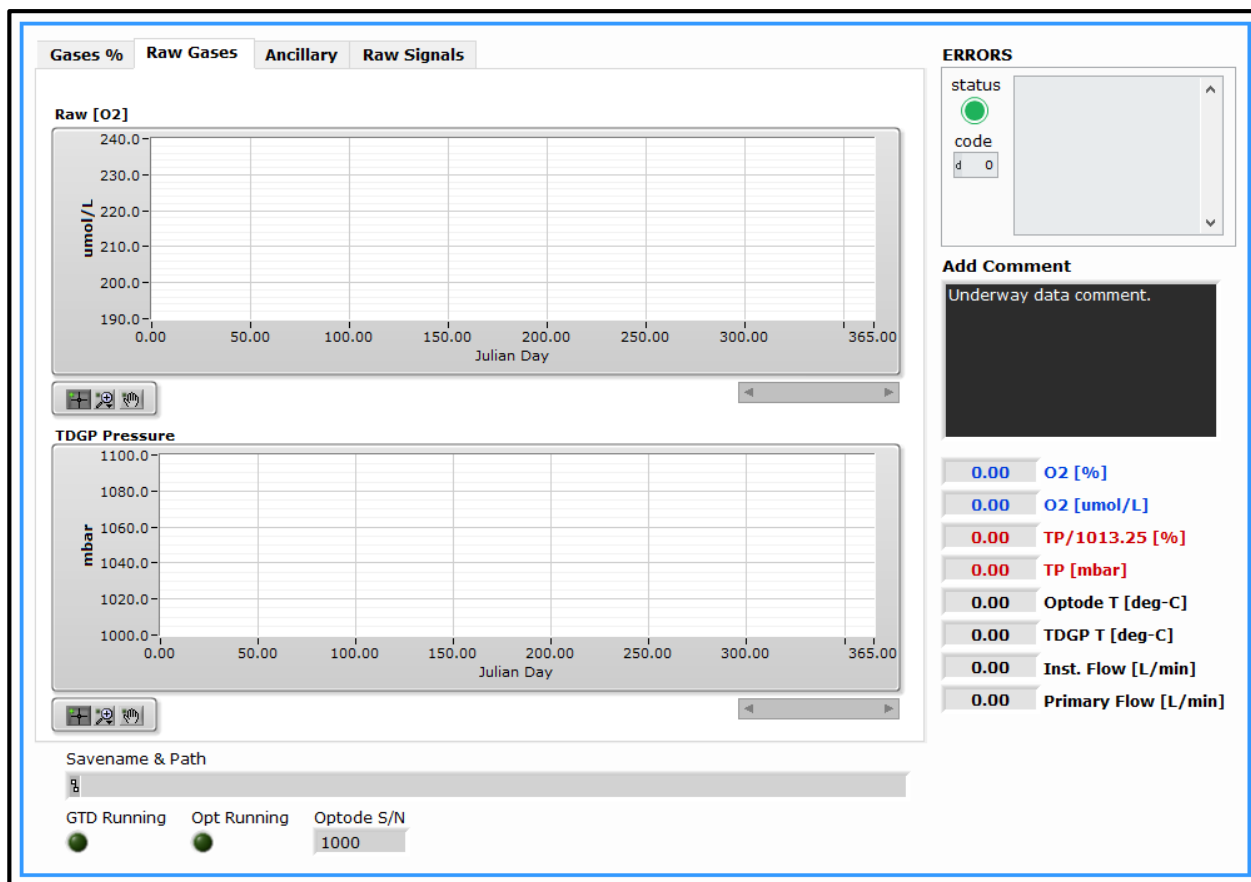 Gases % Raw Gases Ancillary Raw Signals
Raw [O2]
240.0
230.0
220.0
210.0
200.0
190.0
umol/L
0.00 50.00 100.00 150.00 200.00 250.00 300.00 365.00
Julian Day
TDGP Pressure
1100.0
1080.0
1060.0
1040.0
1020.0
1000.0
mbar
0.00 50.00 100.00 150.00 200.00 250.00 300.00 365.00
Julian Day
Savename & Path
GTD Running Opt Running Optode S/N
1000
ERRORS
status
code
d 0
Add Comment
Underway data comment.
0.00 O2 [%]
0.00 O2 [umol/L]
0.00 TP/1013.25 [%]
0.00 TP [mbar]
0.00 Optode T [deg-C]
0.00 TDGP T [deg-C]
0.00 Inst. Flow [L/min]
0.00 Primary Flow [L/min]